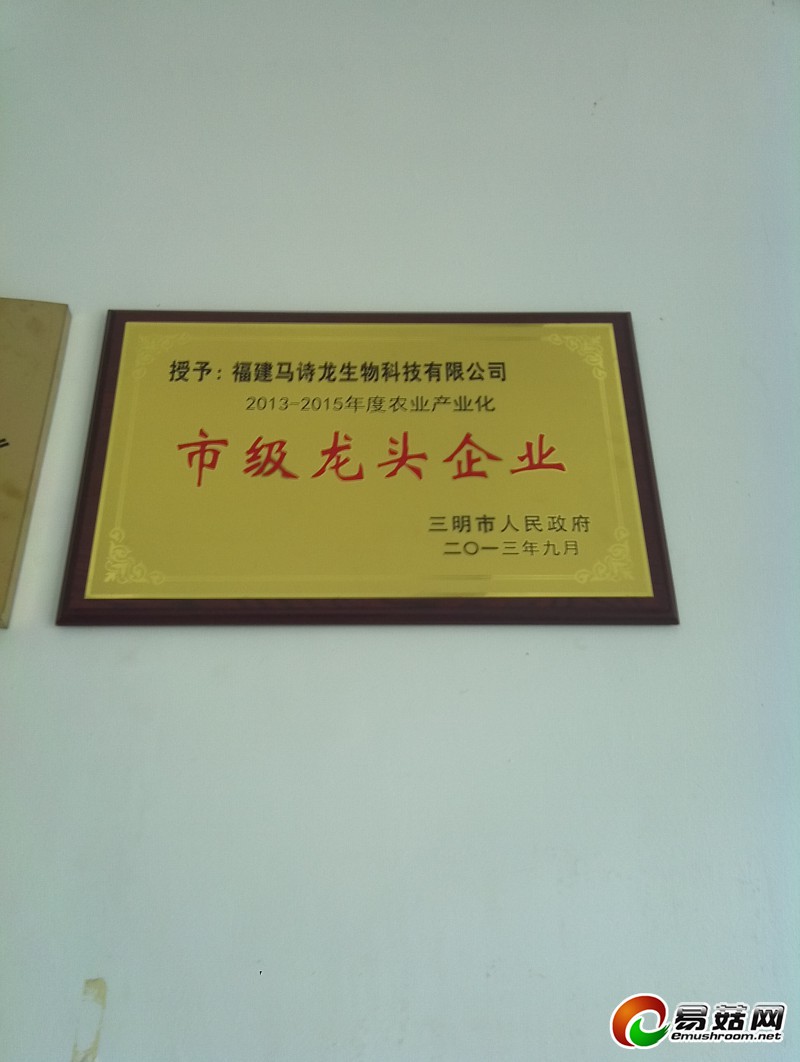 授予：福建马诗龙生物科技有限公司
2013-2015年度农业产业化
市级龙头企业
三明市人民政府
二〇一三年九月
易菇网
emushroom.net